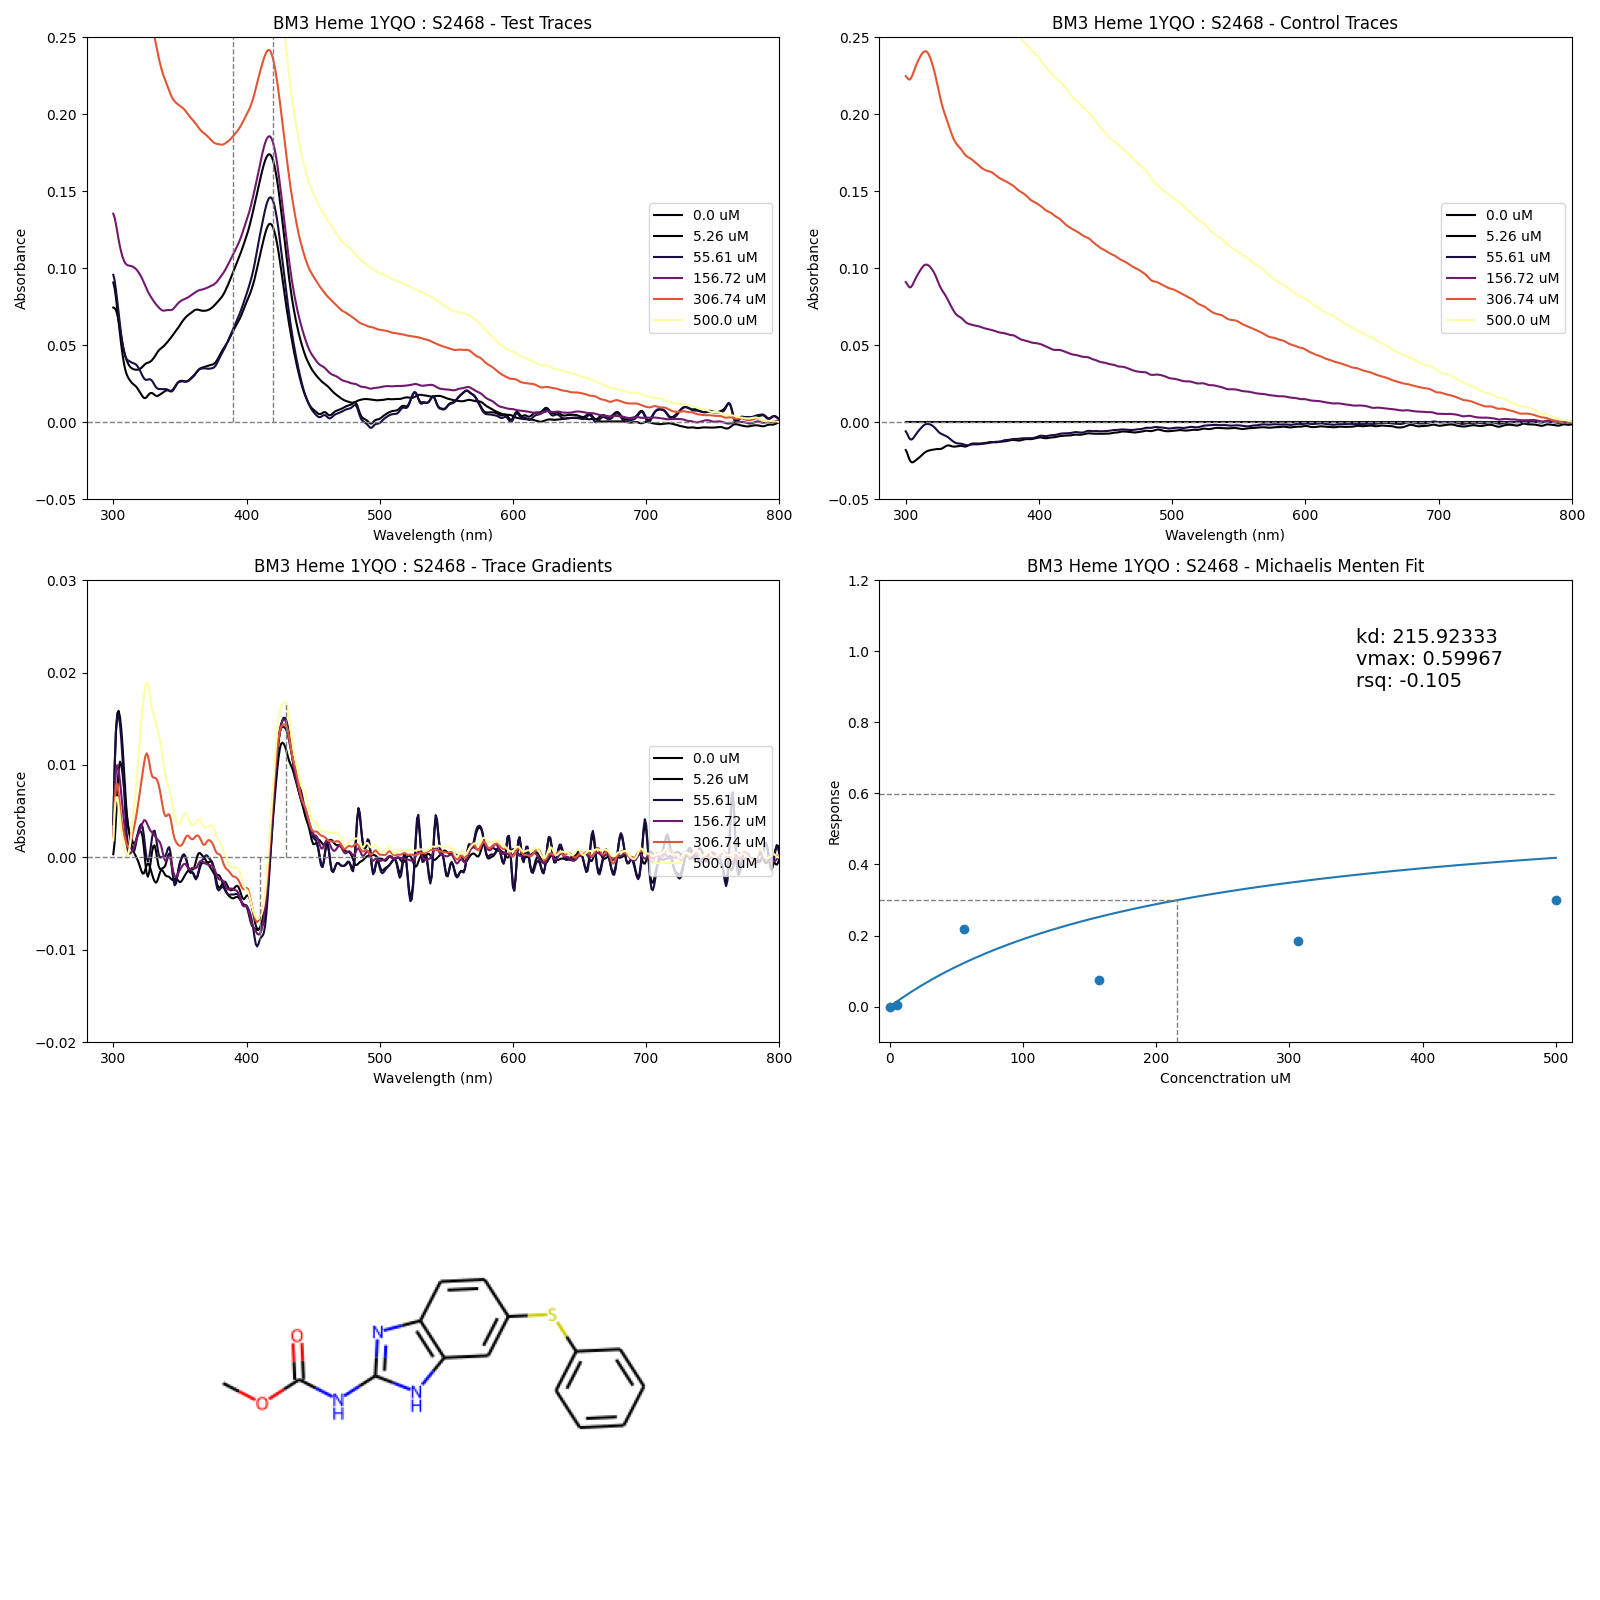 BM3 Heme 1YQO : S2468 - Test Traces
0.25
0.20
0.15
0.10
0.05
0.00
−0.05
Absorbance
300 400 500 600 700 800
Wavelength (nm)
0.0 uM
5.26 uM
55.61 uM
156.72 uM
306.74 uM
500.0 uM
BM3 Heme 1YQO : S2468 - Control Traces
0.25
0.20
0.15
0.10
0.05
0.00
−0.05
Absorbance
300 400 500 600 700 800
Wavelength (nm)
0.0 uM
5.26 uM
55.61 uM
156.72 uM
306.74 uM
500.0 uM
BM3 Heme 1YQO : S2468 - Trace Gradients
0.03
0.02
0.01
0.00
−0.01
−0.02
Absorbance
300 400 500 600 700 800
Wavelength (nm)
0.0 uM
5.26 uM
55.61 uM
156.72 uM
306.74 uM
500.0 uM
BM3 Heme 1YQO : S2468 - Michaelis Menten Fit
1.2
1.0
0.8
0.6
0.4
0.2
0.0
Response
kd: 215.92333
vmax: 0.59967
rsq: -0.105
0 100 200 300 400 500
Concenctration uM
S
N
O
O
N
H
N
H